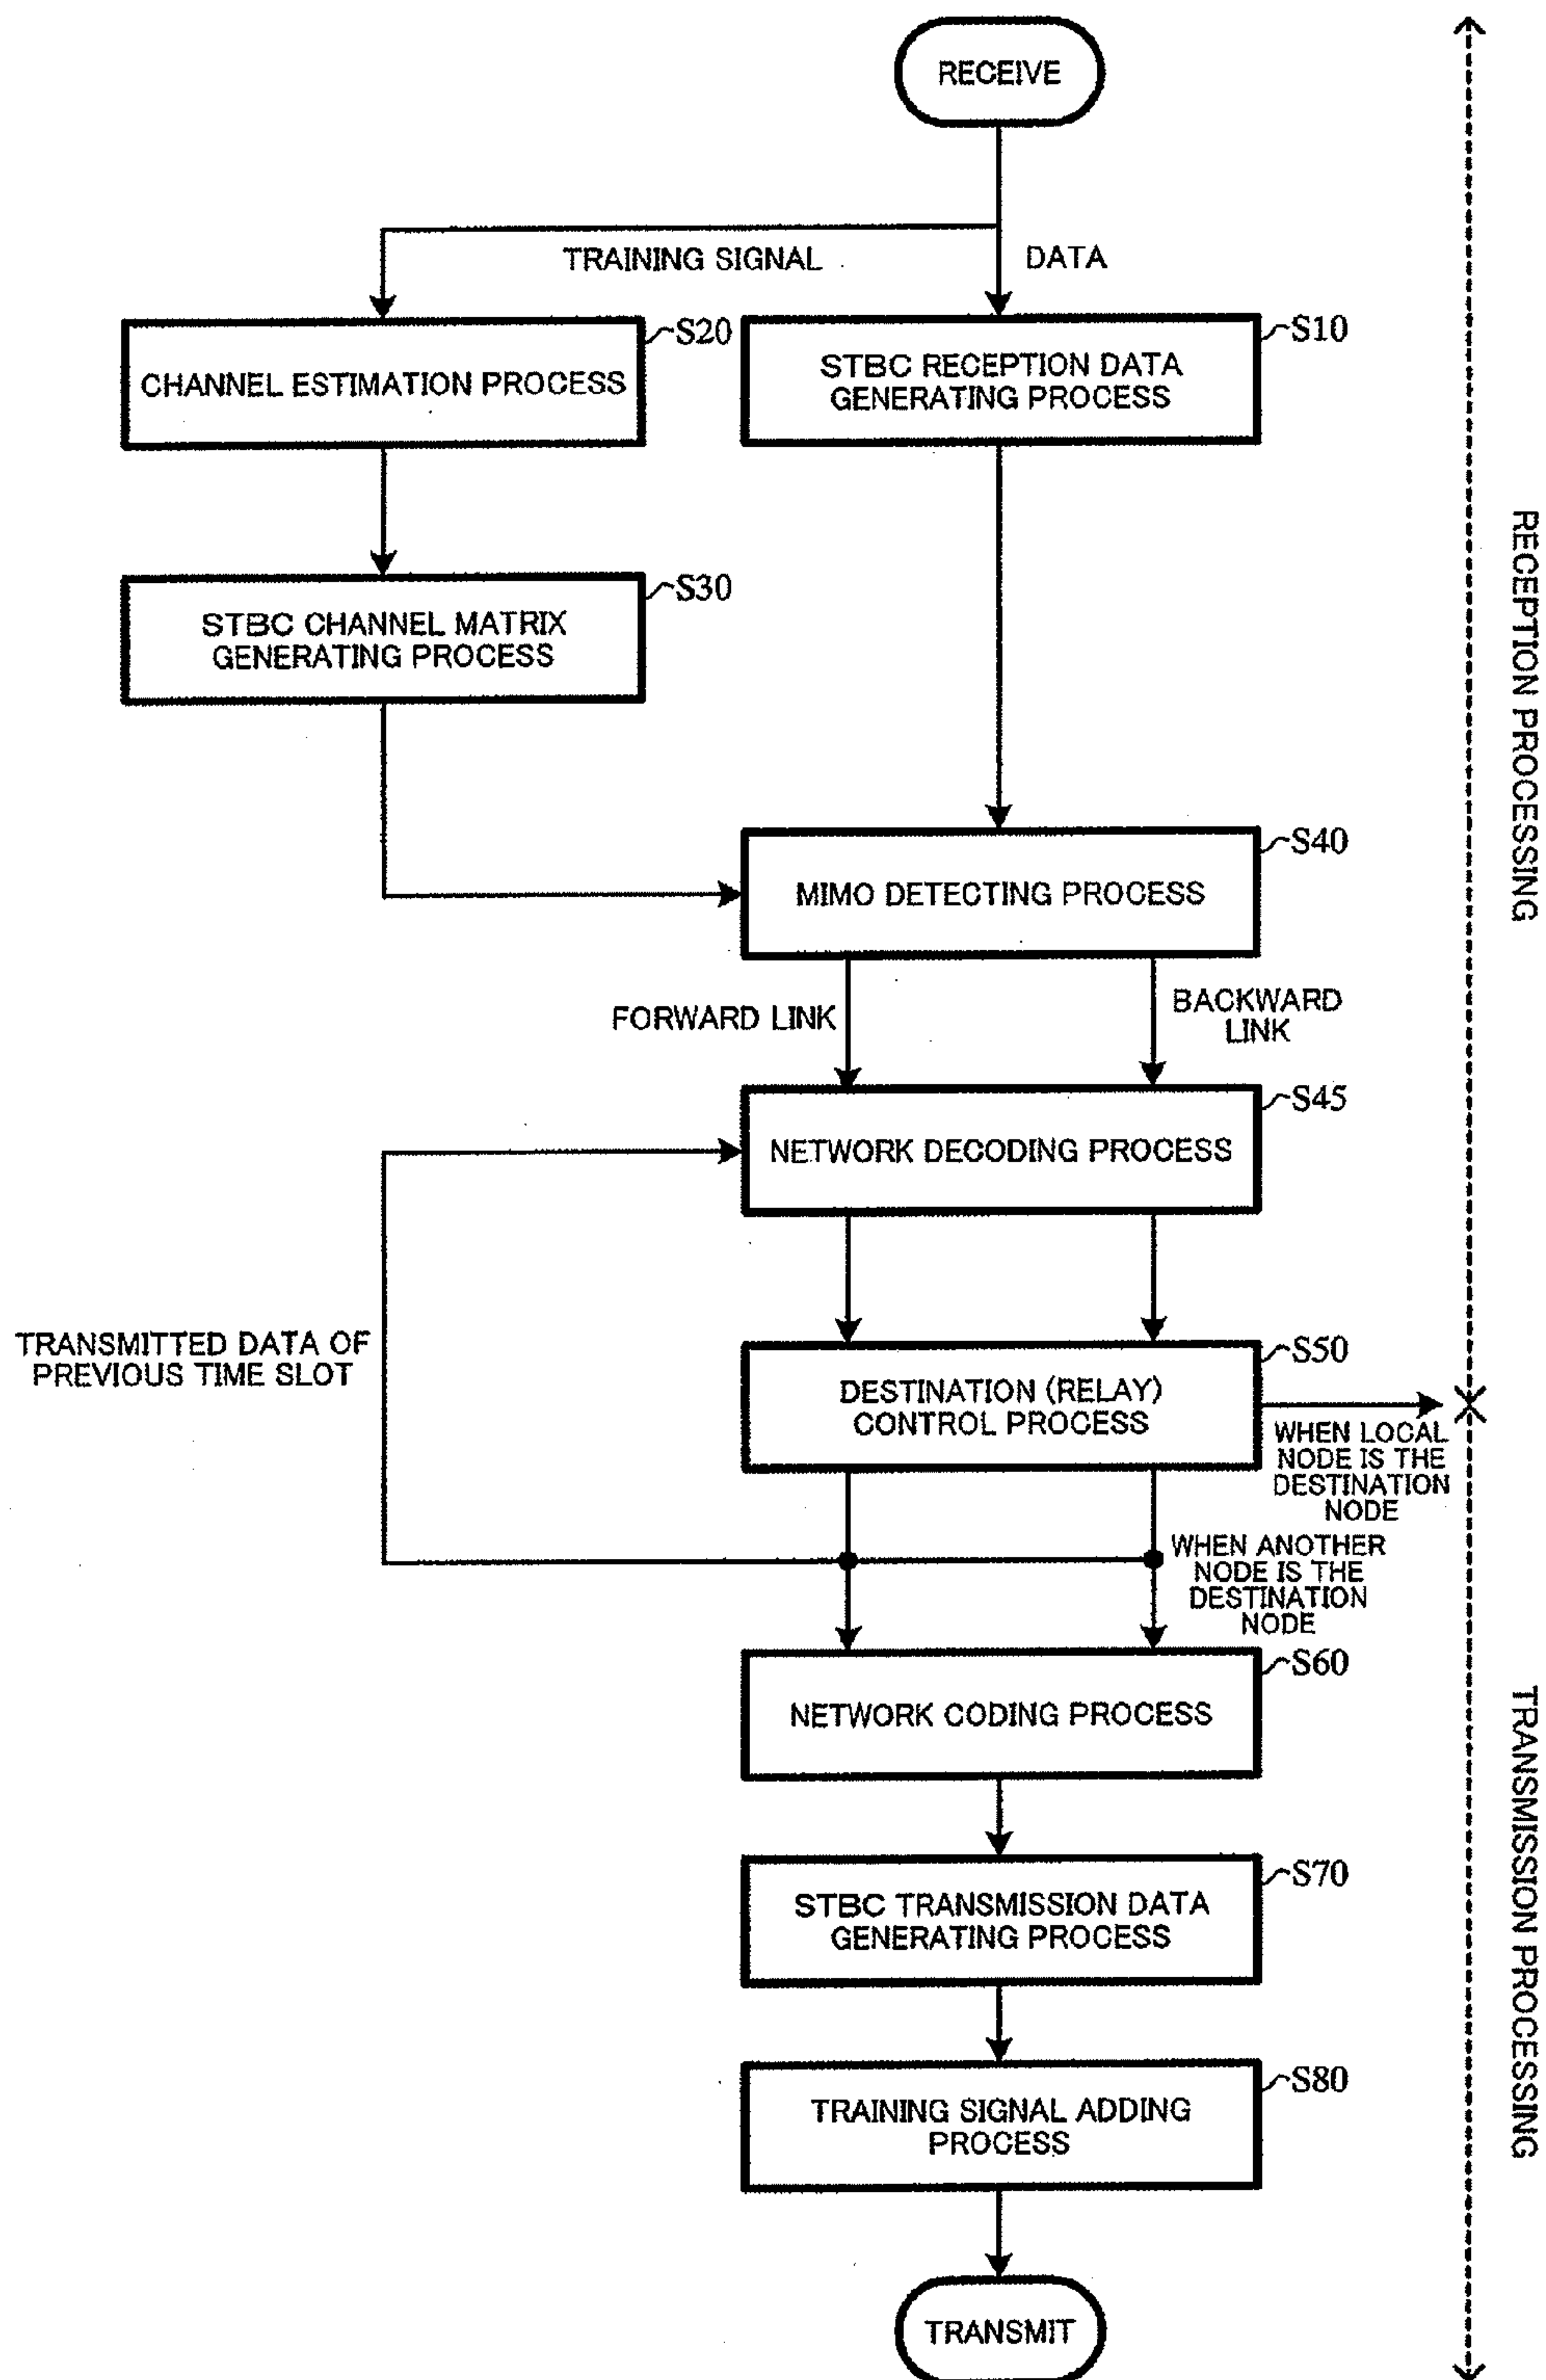 RECEIVE
TRAINING SIGNAL
DATA
S20
S10
CHANNEL ESTIMATION PROCESS
STBC RECEPTION DATA
GENERATING PROCESS
S30
STBC CHANNEL MATRIX
GENERATING PROCESS
RECEPTION PROCESSING
S40
MIMO DETECTING PROCESS
FORWARD LINK
BACKWARD
LINK
S45
NETWORK DECODING PROCESS
TRANSMITTED DATA OF
PREVIOUS TIME SLOT
S50
DESTINATION (RELAY)
CONTROL PROCESS
WHEN LOCAL
NODE IS THE
DESTINATION
NODE
WHEN ANOTHER
NODE IS THE
DESTINATION
NODE
S60
NETWORK CODING PROCESS
TRANSMISSION PROCESSING
S70
STBC TRANSMISSION DATA
GENERATING PROCESS
S80
TRAINING SIGNAL ADDING
PROCESS
TRANSMIT